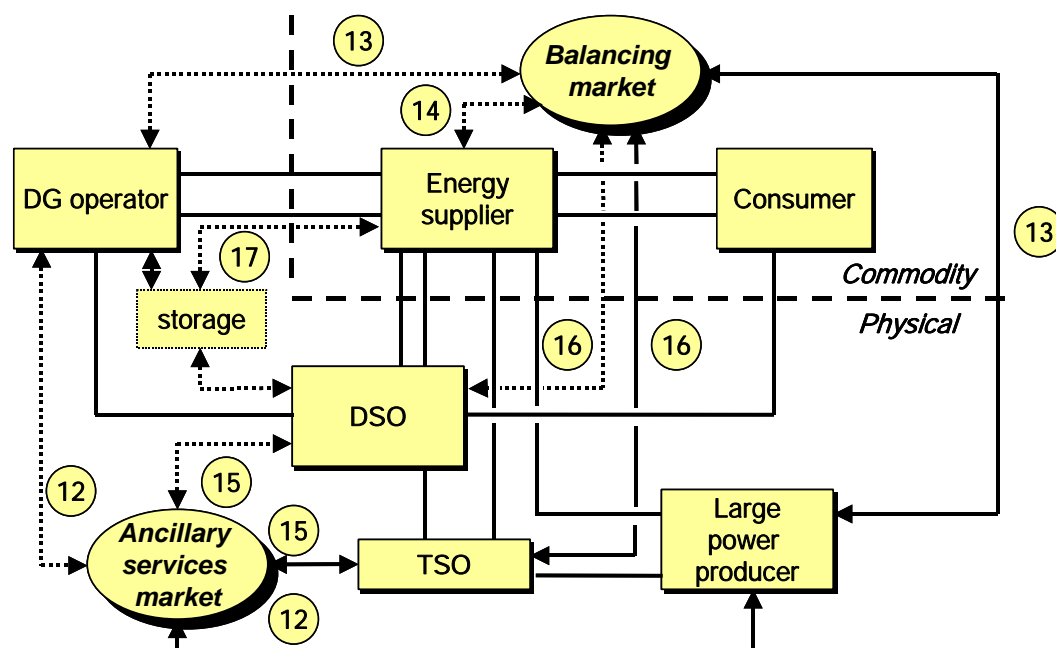 13
Balancing
market
14
DG operator
Energy
supplier
Consumer
17
13
Commodity
storage
Physical
16
16
DSO
12
15
Ancillary
services
market
15
TSO
Large
power
producer
12